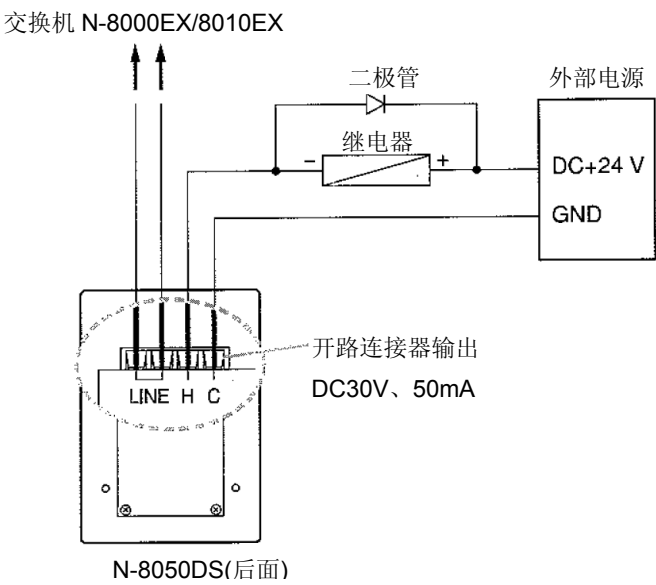 交换机 N-8000EX/8010EX
二极管
外部电源
继电器
− +
DC+24 V
GND
开路连接器输出
LINE H C
DC30V、50mA
N-8050DS(后面)